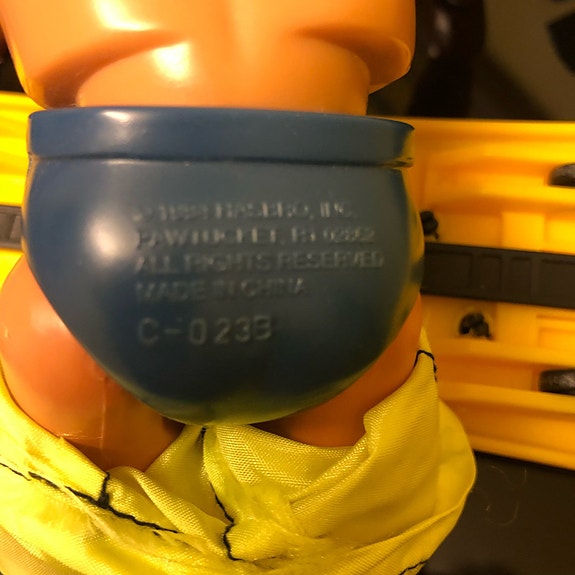 HASBRO, INC.
PAWTUCKET, RI 02862
ALL RIGHTS RESERVED
MADE IN CHINA
C-023B